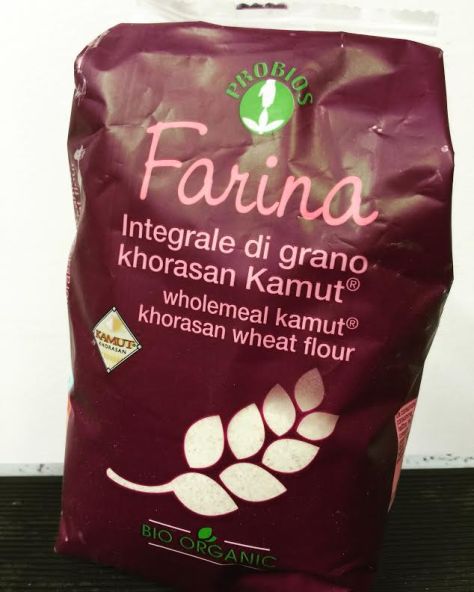 PROBIOS
Farina
Integrale di grano
khorasan Kamut®
wholemeal kamut®
khorasan wheat flour
KAMUT®
KHORASAN
BIO ORGANIC